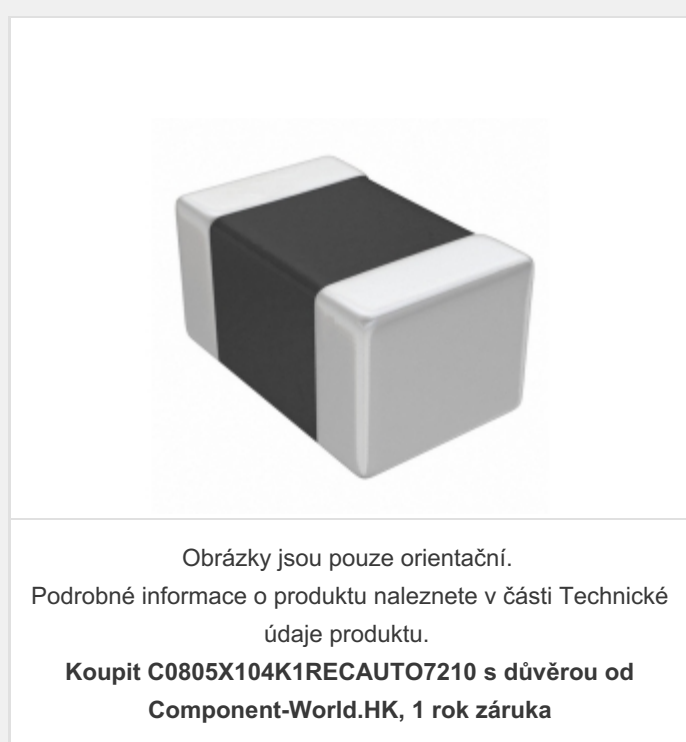 Obrázky jsou pouze orientační.
Podrobné informace o produktu naleznete v části Technické
údaje produktu.
Koupit C0805X104K1RECAUTO7210 s důvěrou od
Component-World.HK, 1 rok záruka